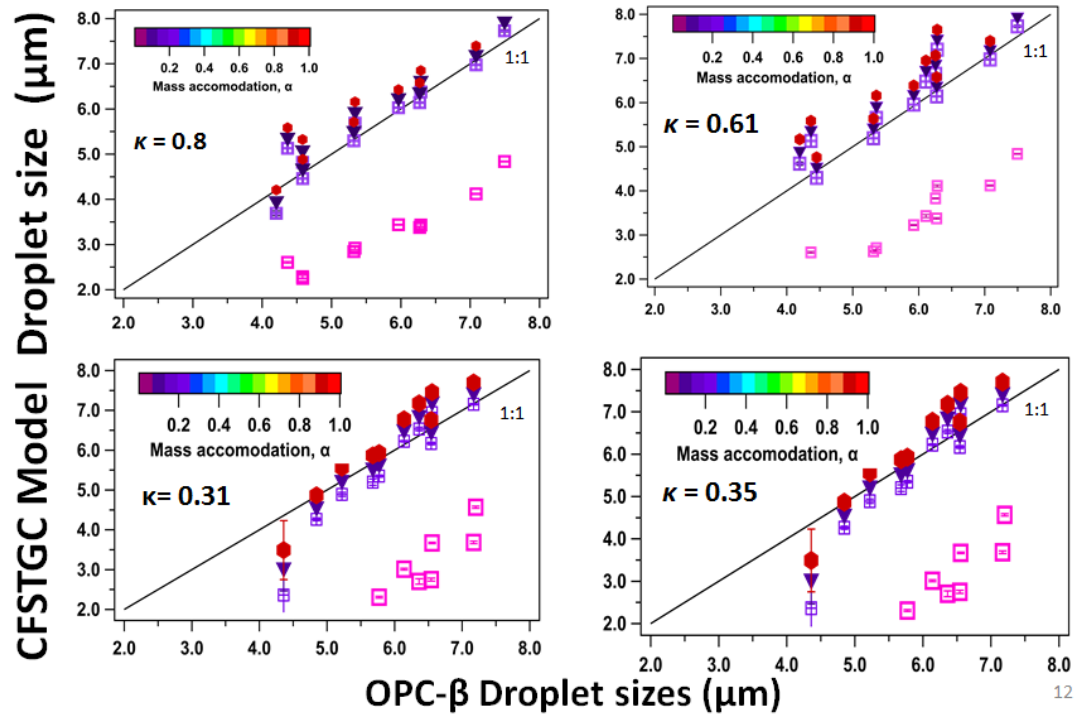 CFSTGC Model Droplet size (μm)
8.0
7.0
6.0
5.0
4.0
3.0
2.0
0.2 0.4 0.6 0.8 1.0
Mass accomodation, α
1:1
κ = 0.8
2.0 3.0 4.0 5.0 6.0 7.0 8.0
8.0
7.0
6.0
5.0
4.0
3.0
2.0
0.2 0.4 0.6 0.8 1.0
Mass accomodation, α
1:1
κ = 0.61
2.0 3.0 4.0 5.0 6.0 7.0 8.0
8.0
7.0
6.0
5.0
4.0
3.0
2.0
0.2 0.4 0.6 0.8 1.0
Mass accomodation, α
1:1
κ= 0.31
2.0 3.0 4.0 5.0 6.0 7.0 8.0
8.0
7.0
6.0
5.0
4.0
3.0
2.0
0.2 0.4 0.6 0.8 1.0
Mass accomodation, α
1:1
κ = 0.35
2.0 3.0 4.0 5.0 6.0 7.0 8.0
OPC-β Droplet sizes (μm)
12